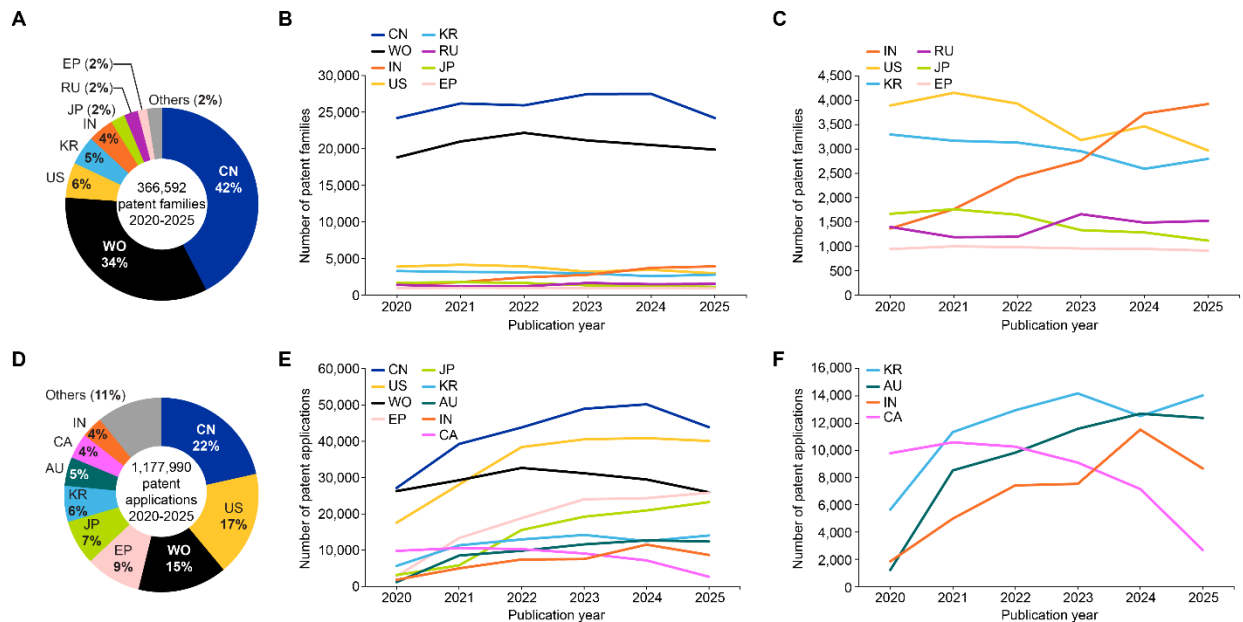 A
EP (2%)
RU (2%)
JP (2%)
Others (2%)
IN
4%
KR
5%
US
6%
CN
42%
366,592
patent families
2020-2025
WO
34%
B
CN
KR
WO
RU
IN
JP
US
EP
Number of patent families
30,000
25,000
20,000
15,000
10,000
5,000
0
2020 2021 2022 2023 2024 2025
Publication year
C
IN
RU
US
JP
KR
EP
Number of patent families
4,500
4,000
3,500
3,000
2,500
2,000
1,500
1,000
500
0
2020 2021 2022 2023 2024 2025
Publication year
D
Others (11%)
IN
4%
CA
4%
AU
5%
KR
6%
JP
7%
EP
9%
WO
15%
US
17%
CN
22%
1,177,990
patent
applications
2020-2025
E
CN
JP
US
KR
WO
AU
EP
IN
CA
Number of patent applications
60,000
50,000
40,000
30,000
20,000
10,000
0
2020 2021 2022 2023 2024 2025
Publication year
F
KR
AU
IN
CA
Number of patent applications
16,000
14,000
12,000
10,000
8,000
6,000
4,000
2,000
0
2020 2021 2022 2023 2024 2025
Publication year